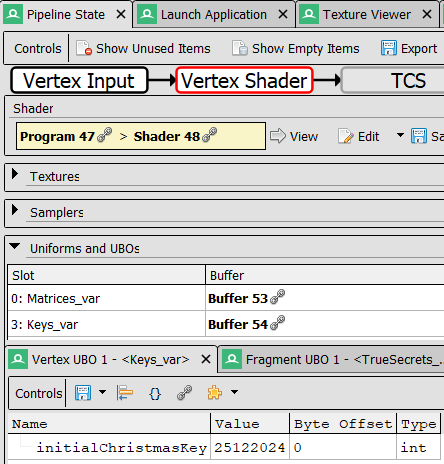 Pipeline State × Launch Application × Texture Viewer ×
Controls Show Unused Items Show Empty Items Export
Vertex Input Vertex Shader TCS
Shader
Program 47 > Shader 48 View Edit Sa
Textures
Samplers
Uniforms and UBOs
Slot Buffer
0: Matrices_var Buffer 53
3: Keys_var Buffer 54
Vertex UBO 1 - <Keys_var> × Fragment UBO 1 - <TrueSecrets_...
Controls {}
Name Value Byte Offset Type
initialChristmasKey 25122024 0 int